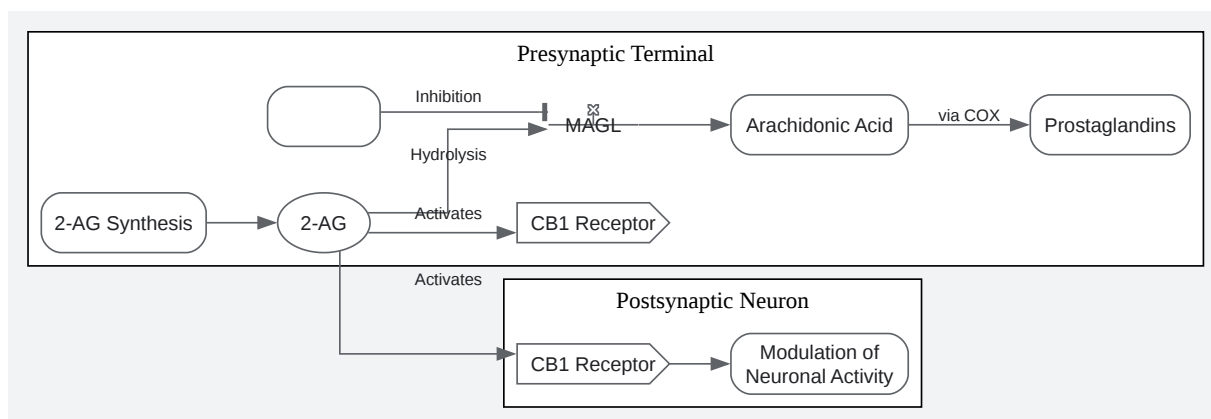 Presynaptic Terminal
Inhibition
MAGL
Arachidonic Acid
via COX
Prostaglandins
Hydrolysis
2-AG Synthesis
2-AG
Activates
CB1 Receptor
Activates
Postsynaptic Neuron
CB1 Receptor
Modulation of
Neuronal Activity